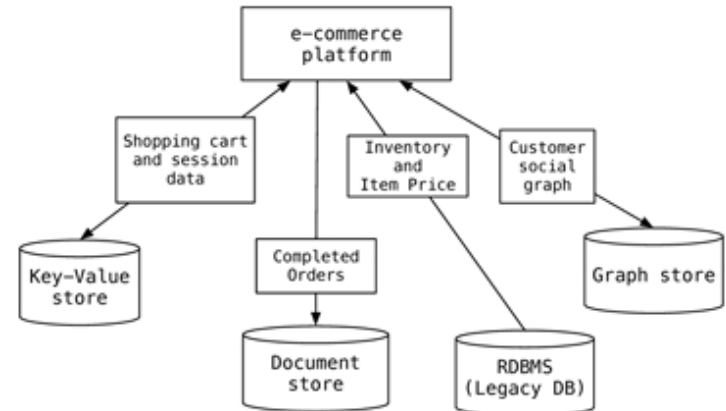 e-commerce
platform
Shopping cart
and session
data
Inventory
and
Item Price
Customer
social
graph
Completed
Orders
Key-Value
store
Graph store
Document
store
RDBMS
(Legacy DB)